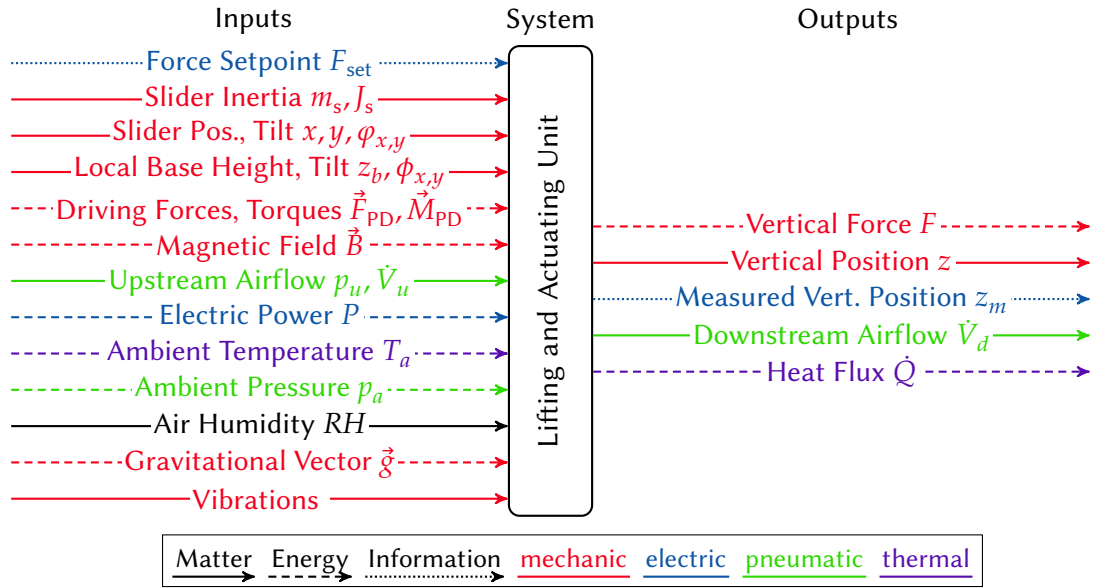 Inputs System Outputs
Force Setpoint F_set
Slider Inertia m_s, J_s
Slider Pos., Tilt x, y, φ_x,y
Local Base Height, Tilt z_b, ϕ_x,y
Driving Forces, Torques F⃗_PD, M⃗_PD
Magnetic Field B⃗
Upstream Airflow p_u, V̇_u
Electric Power P
Ambient Temperature T_a
Ambient Pressure p_a
Air Humidity RH
Gravitational Vector g⃗
Vibrations
Lifting and Actuating Unit
Vertical Force F
Vertical Position z
Measured Vert. Position z_m
Downstream Airflow V̇_d
Heat Flux Q̇
Matter Energy Information mechanic electric pneumatic thermal